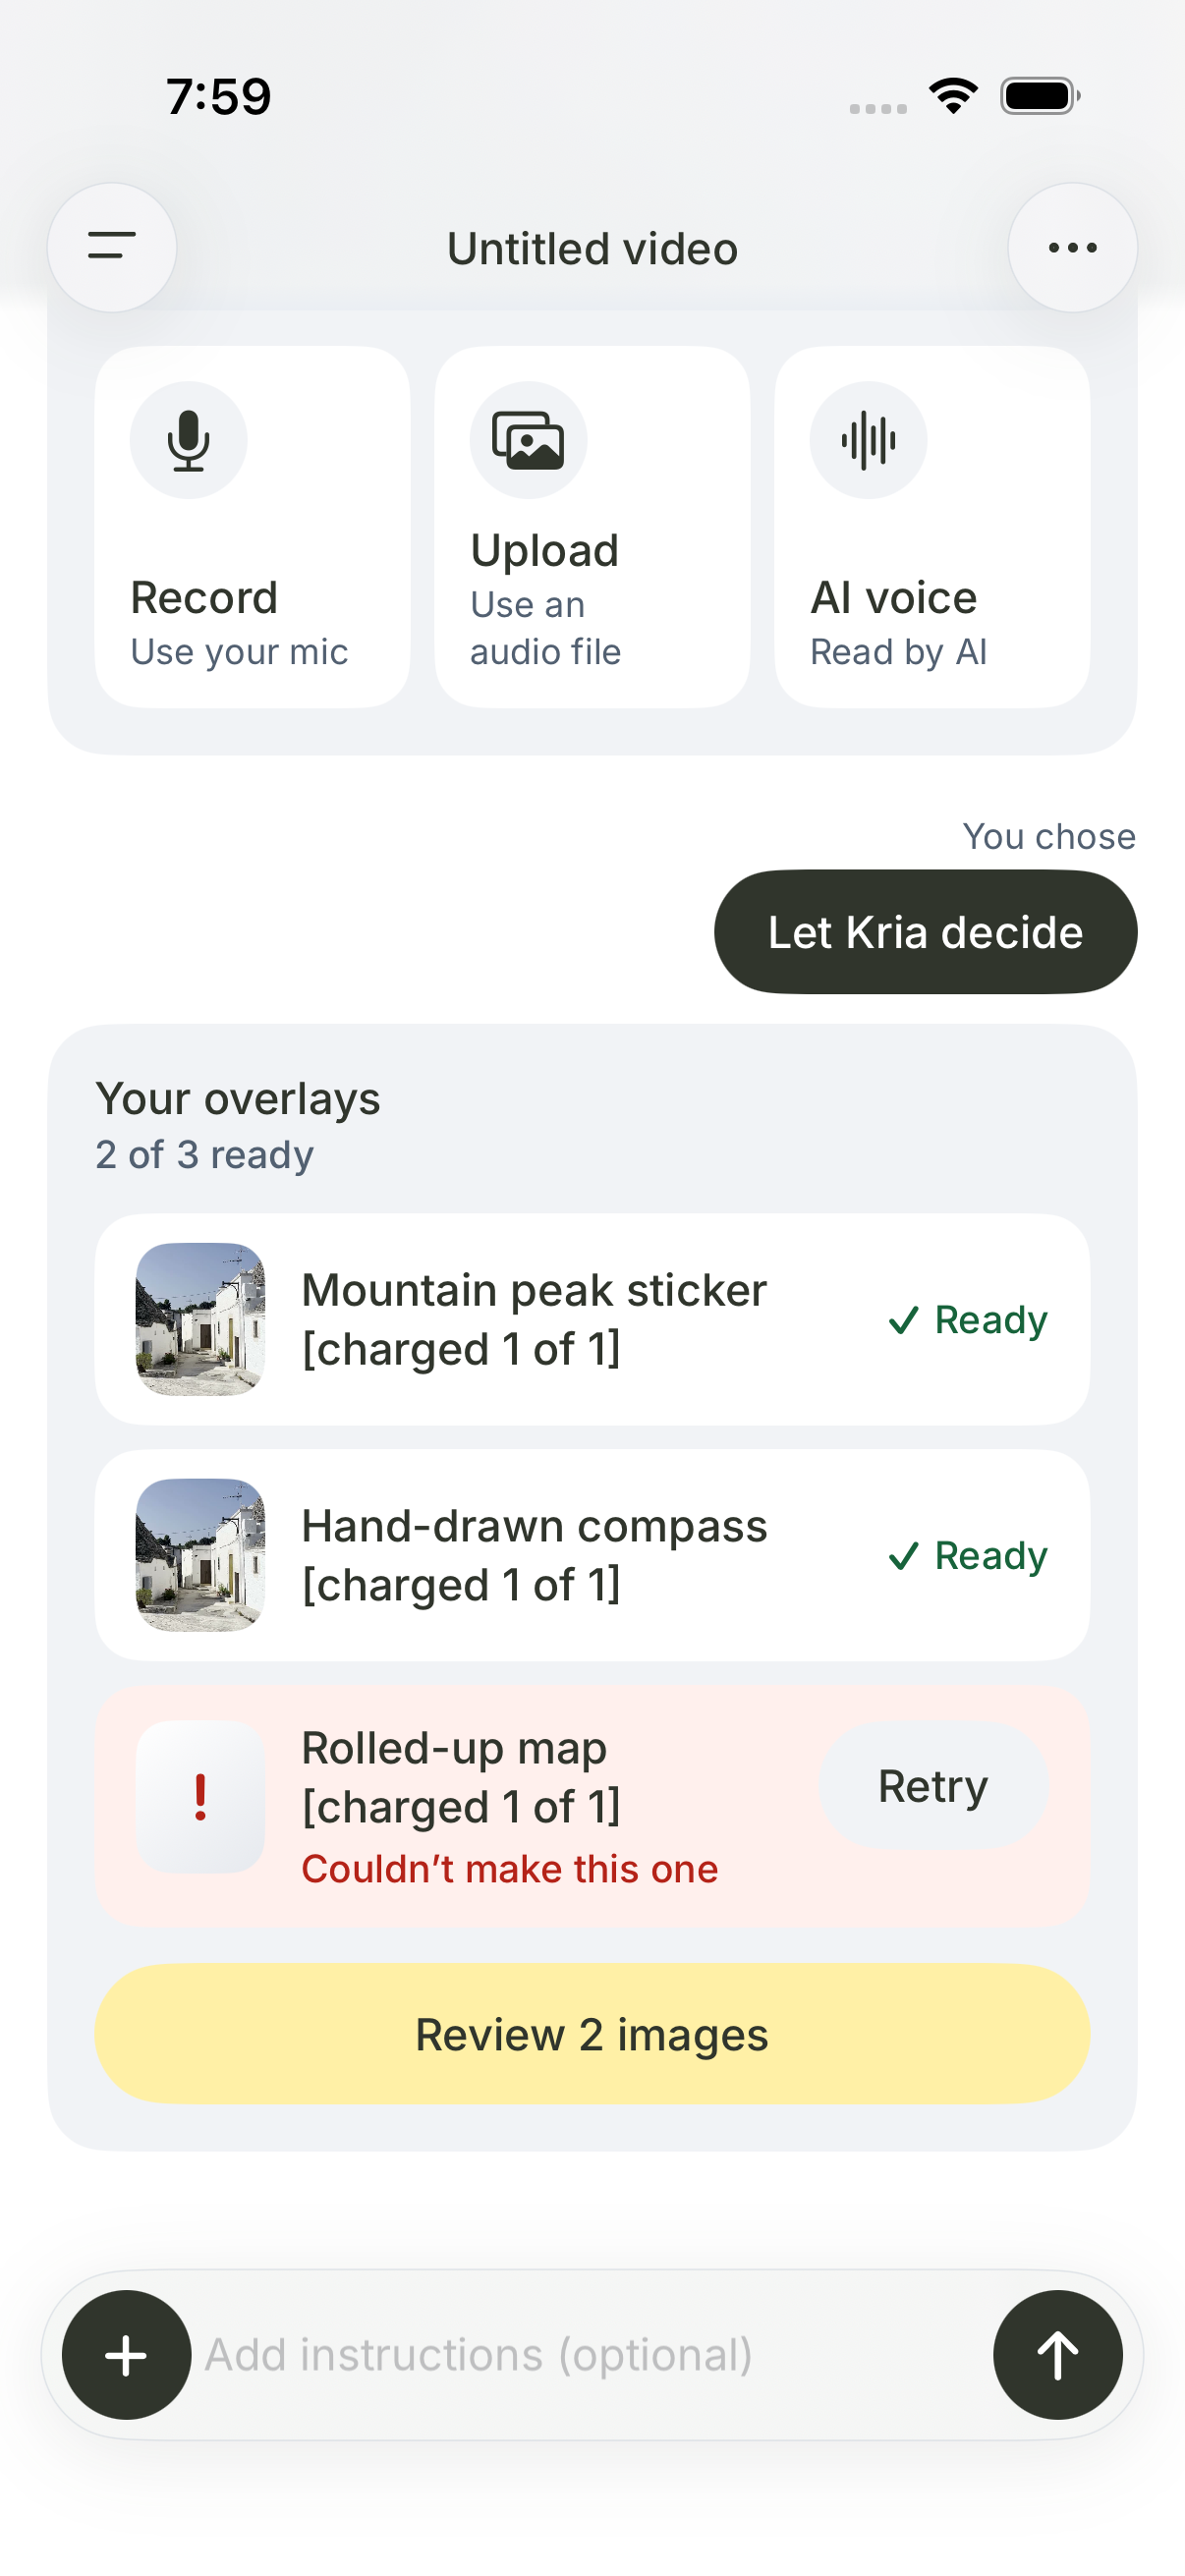 7:59
Untitled video
Record
Use your mic
Upload
Use an
audio file
AI voice
Read by AI
You chose
Let Kria decide
Your overlays
2 of 3 ready
Mountain peak sticker
[charged 1 of 1]
Ready
Hand-drawn compass
[charged 1 of 1]
Ready
Rolled-up map
[charged 1 of 1]
Couldn’t make this one
Retry
Review 2 images
Add instructions (optional)